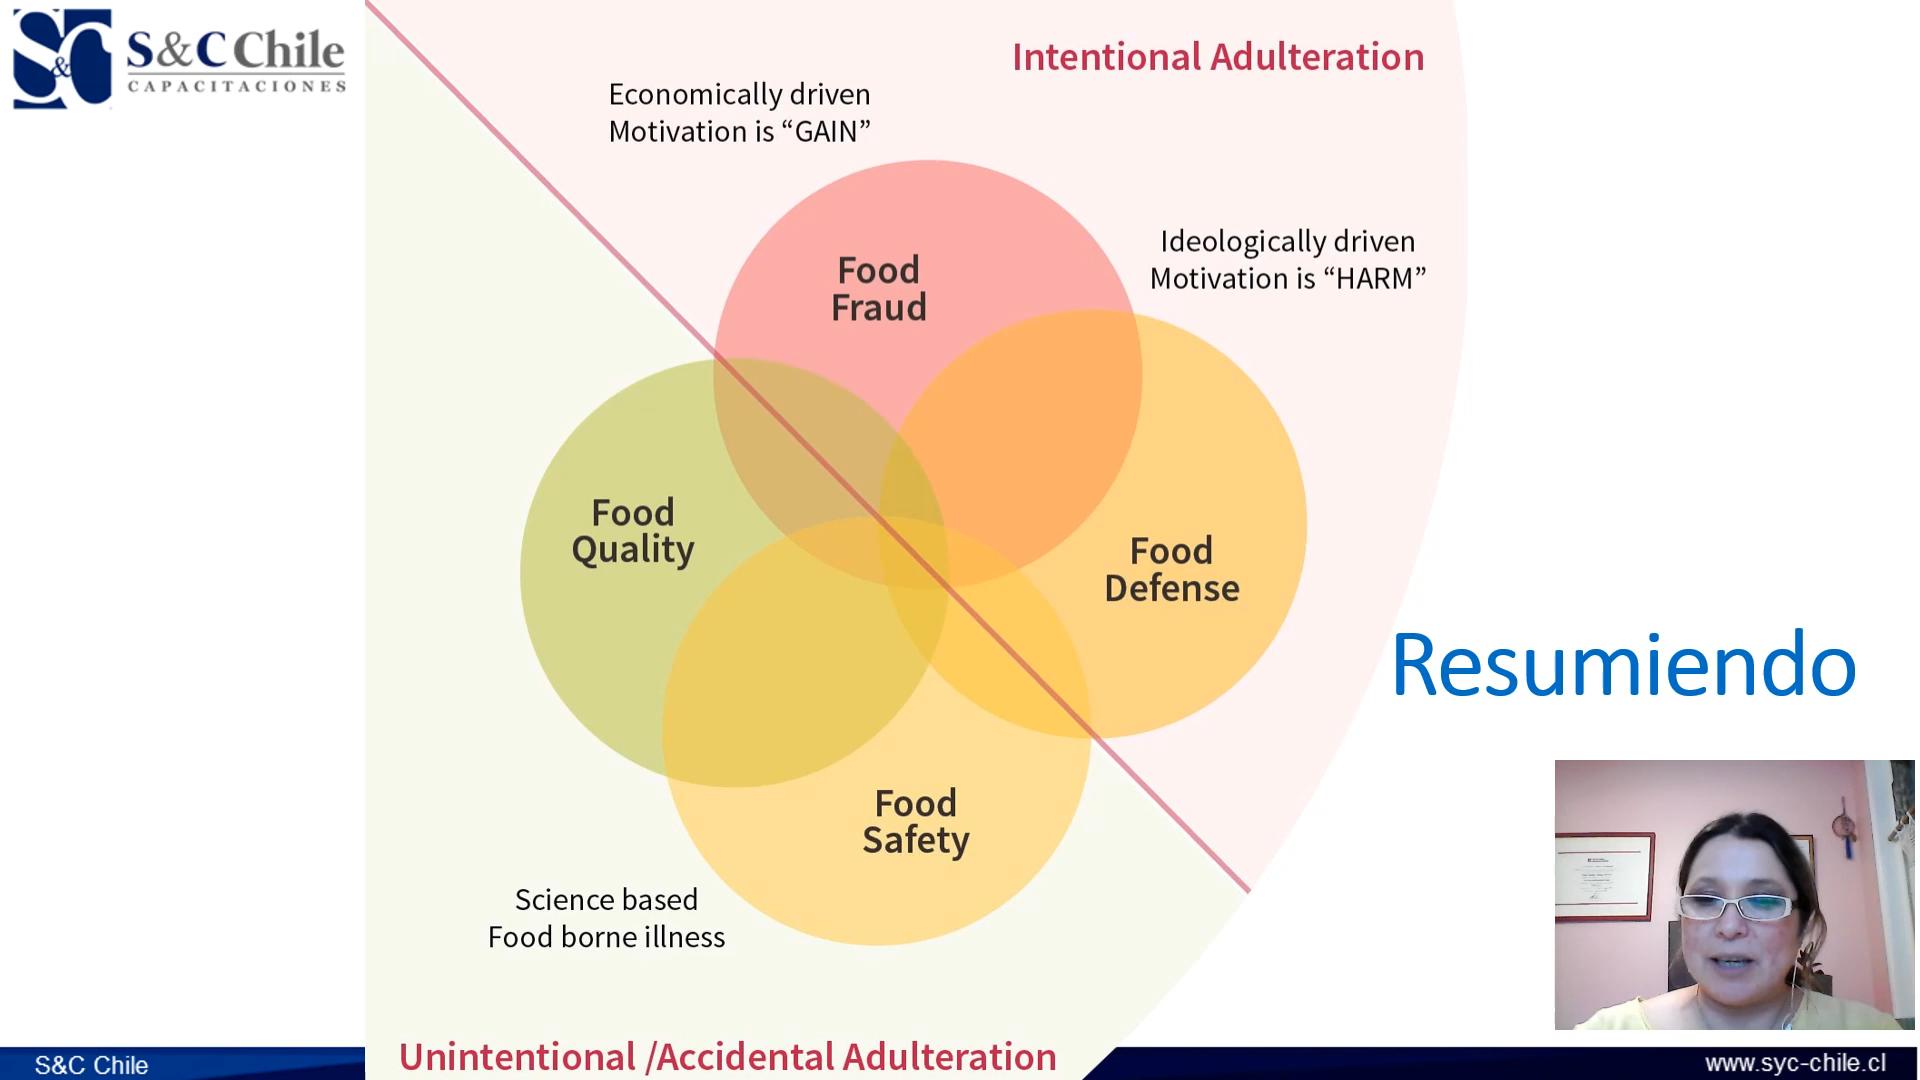 S&C Chile
CAPACITACIONES
Intentional Adulteration
Economically driven
Motivation is “GAIN”
Ideologically driven
Motivation is “HARM”
Food
Fraud
Food
Quality
Food
Defense
Resumiendo
Food
Safety
Science based
Food borne illness
Unintentional /Accidental Adulteration
S&C Chile
www.syc-chile.cl